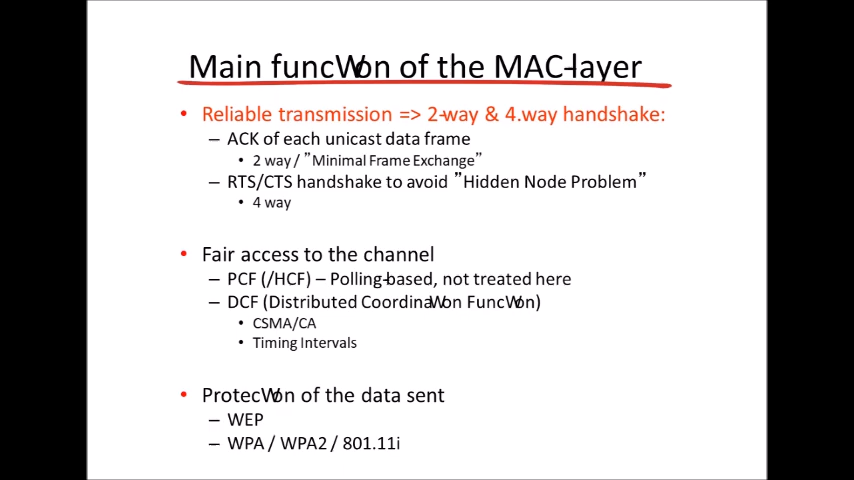 Main funcWon of the MAC-layer
• Reliable transmission => 2-way & 4.way handshake:
– ACK of each unicast data frame
• 2 way / ”Minimal Frame Exchange”
– RTS/CTS handshake to avoid ”Hidden Node Problem”
• 4 way
• Fair access to the channel
– PCF (/HCF) – Polling-based, not treated here
– DCF (Distributed CoordinaWon FuncWon)
• CSMA/CA
• Timing Intervals
• ProtecWon of the data sent
– WEP
– WPA / WPA2 / 801.11i